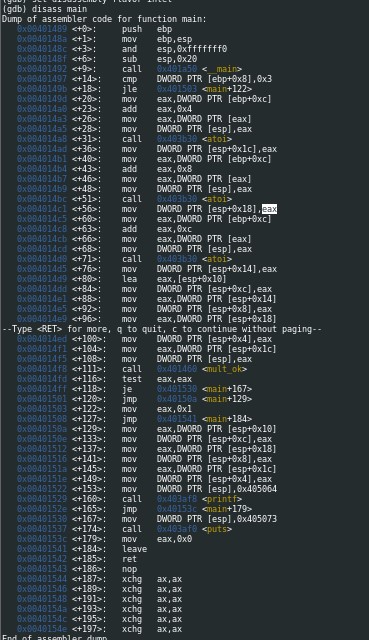 (gdb) set disassembly-flavor intel
(gdb) disass main
Dump of assembler code for function main:
0x00401489 <+0>: push ebp
0x0040148a <+1>: mov ebp,esp
0x0040148c <+3>: and esp,0xfffffff0
0x0040148f <+6>: sub esp,0x20
0x00401492 <+9>: call 0x401a50 <__main>
0x00401497 <+14>: cmp DWORD PTR [ebp+0x8],0x3
0x0040149b <+18>: jle 0x401503 <main+122>
0x0040149d <+20>: mov eax,DWORD PTR [ebp+0xc]
0x004014a0 <+23>: add eax,0x4
0x004014a3 <+26>: mov eax,DWORD PTR [eax]
0x004014a5 <+28>: mov DWORD PTR [esp],eax
0x004014a8 <+31>: call 0x403b30 <atoi>
0x004014ad <+36>: mov DWORD PTR [esp+0x1c],eax
0x004014b1 <+40>: mov eax,DWORD PTR [ebp+0xc]
0x004014b4 <+43>: add eax,0x8
0x004014b7 <+46>: mov eax,DWORD PTR [eax]
0x004014b9 <+48>: mov DWORD PTR [esp],eax
0x004014bc <+51>: call 0x403b30 <atoi>
0x004014c1 <+56>: mov DWORD PTR [esp+0x18],eax
0x004014c5 <+60>: mov eax,DWORD PTR [ebp+0xc]
0x004014c8 <+63>: add eax,0xc
0x004014cb <+66>: mov eax,DWORD PTR [eax]
0x004014cd <+68>: mov DWORD PTR [esp],eax
0x004014d0 <+71>: call 0x403b30 <atoi>
0x004014d5 <+76>: mov DWORD PTR [esp+0x14],eax
0x004014d9 <+80>: lea eax,[esp+0x10]
0x004014dd <+84>: mov DWORD PTR [esp+0xc],eax
0x004014e1 <+88>: mov eax,DWORD PTR [esp+0x14]
0x004014e5 <+92>: mov DWORD PTR [esp+0x8],eax
0x004014e9 <+96>: mov eax,DWORD PTR [esp+0x18]
--Type <RET> for more, q to quit, c to continue without paging--
0x004014ed <+100>: mov DWORD PTR [esp+0x4],eax
0x004014f1 <+104>: mov eax,DWORD PTR [esp+0x1c]
0x004014f5 <+108>: mov DWORD PTR [esp],eax
0x004014f8 <+111>: call 0x401460 <mult_ok>
0x004014fd <+116>: test eax,eax
0x004014ff <+118>: je 0x401530 <main+167>
0x00401501 <+120>: jmp 0x40150a <main+129>
0x00401503 <+122>: mov eax,0x1
0x00401508 <+127>: jmp 0x401541 <main+184>
0x0040150a <+129>: mov eax,DWORD PTR [esp+0x10]
0x0040150e <+133>: mov DWORD PTR [esp+0xc],eax
0x00401512 <+137>: mov eax,DWORD PTR [esp+0x18]
0x00401516 <+141>: mov DWORD PTR [esp+0x8],eax
0x0040151a <+145>: mov eax,DWORD PTR [esp+0x1c]
0x0040151e <+149>: mov DWORD PTR [esp+0x4],eax
0x00401522 <+153>: mov DWORD PTR [esp],0x405064
0x00401529 <+160>: call 0x403af8 <printf>
0x0040152e <+165>: jmp 0x40153c <main+179>
0x00401530 <+167>: mov DWORD PTR [esp],0x405073
0x00401537 <+174>: call 0x403af0 <puts>
0x0040153c <+179>: mov eax,0x0
0x00401541 <+184>: leave
0x00401542 <+185>: ret
0x00401543 <+186>: nop
0x00401544 <+187>: xchg ax,ax
0x00401546 <+189>: xchg ax,ax
0x00401548 <+191>: xchg ax,ax
0x0040154a <+193>: xchg ax,ax
0x0040154c <+195>: xchg ax,ax
0x0040154e <+197>: xchg ax,ax
End of assembler dump.